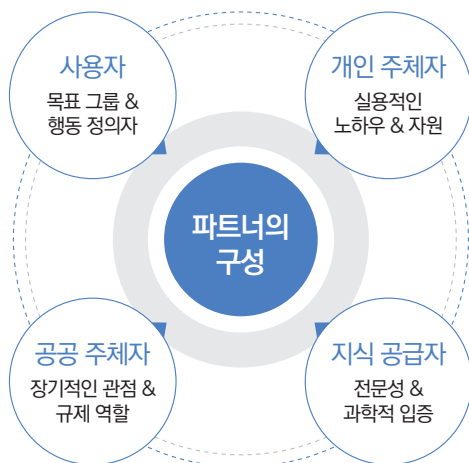 사용자
목표 그룹 &
행동 정의자
개인 주체자
실용적인
노하우 & 자원
파트너의
구성
공공 주체자
장기적인 관점 &
규제 역할
지식 공급자
전문성 &
과학적 입증